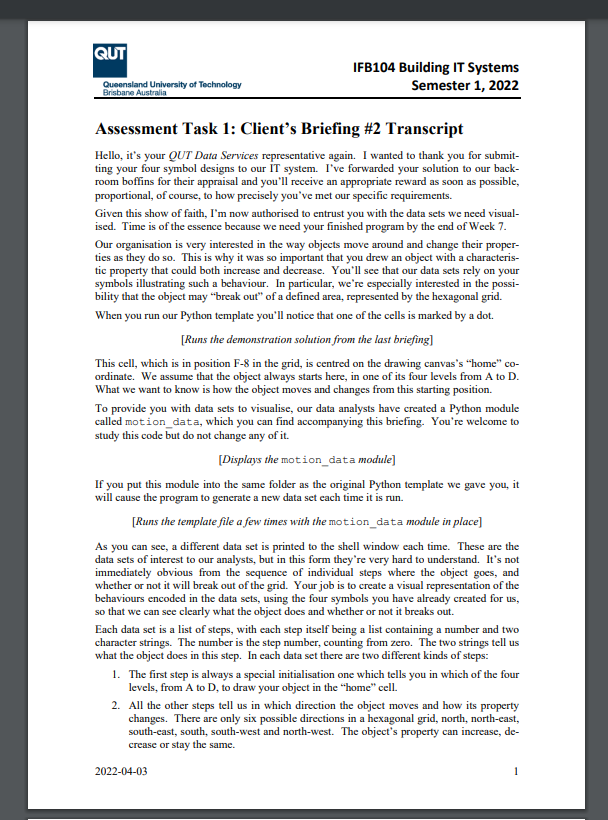 QUT
Queensland University of Technology
Brisbane Australia
IFB104 Building IT Systems
Semester 1, 2022
Assessment Task 1: Client's Briefing #2 Transcript
Hello, it's your QUT Data Services representative again. I wanted to thank you for submit-
ting your four symbol designs to our IT system. I've forwarded your solution to our back-
room boffins for their appraisal and you'll receive an appropriate reward as soon as possible,
proportional, of course, to how precisely you've met our specific requirements.
Given this show of faith, I'm now authorised to entrust you with the data sets we need visual-
ised. Time is of the essence because we need your finished program by the end of Week 7.
Our organisation is very interested in the way objects move around and change their proper-
ties as they do so. This is why it was so important that you drew an object with a characteris-
tic property that could both increase and decrease. You'll see that our data sets rely on your
symbols illustrating such a behaviour. In particular, we're especially interested in the possi-
bility that the object may "break out" of a defined area, represented by the hexagonal grid.
When you run our Python template you'll notice that one of the cells is marked by a dot.
[Runs the demonstration solution from the last briefing]
This cell, which is in position F-8 in the grid, is centred on the drawing canvas's "home" co-
ordinate. We assume that the object always starts here, in one of its four levels from A to D.
What we want to know is how the object moves and changes from this starting position.
To provide you with data sets to visualise, our data analysts have created a Python module
called motion_data, which you can find accompanying this briefing. You're welcome to
study this code but do not change any of it.
[Displays the motion_data module]
If you put this module into the same folder as the original Python template we gave you, it
will cause the program to generate a new data set each time it is run.
[Runs the template file a few times with the motion_data module in place]
As you can see, a different data set is printed to the shell window each time. These are the
data sets of interest to our analysts, but in this form they're very hard to understand. It's not
immediately obvious from the sequence of individual steps where the object goes, and
whether or not it will break out of the grid. Your job is to create a visual representation of the
behaviours encoded in the data sets, using the four symbols you have already created for us,
so that we can see clearly what the object does and whether or not it breaks out.
Each data set is a list of steps, with each step itself being a list containing a number and two
character strings. The number is the step number, counting from zero. The two strings tell us
what the object does in this step. In each data set there are two different kinds of steps:
1. The first step is always a special initialisation one which tells you in which of the four
levels, from A to D, to draw your object in the "home" cell.
2. All the other steps tell us in which direction the object moves and how its property
changes. There are only six possible directions in a hexagonal grid, north, north-east,
south-east, south, south-west and north-west. The object's property can increase, de-
crease or stay the same.
2022-04-03
1